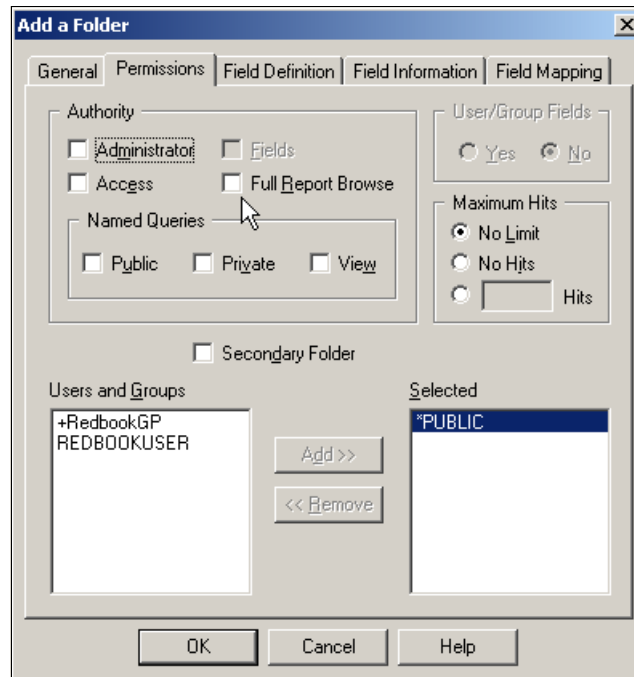 Add a Folder
General Permissions Field Definition Field Information Field Mapping
Authority
Administrator Fields
Access Full Report Browse
Named Queries
Public Private View
User/Group Fields
Yes No
Maximum Hits
No Limit
No Hits
Hits
Secondary Folder
Users and Groups
+RedbookGP
REDBOOKUSER
Add >>
<< Remove
Selected
*PUBLIC
OK Cancel Help